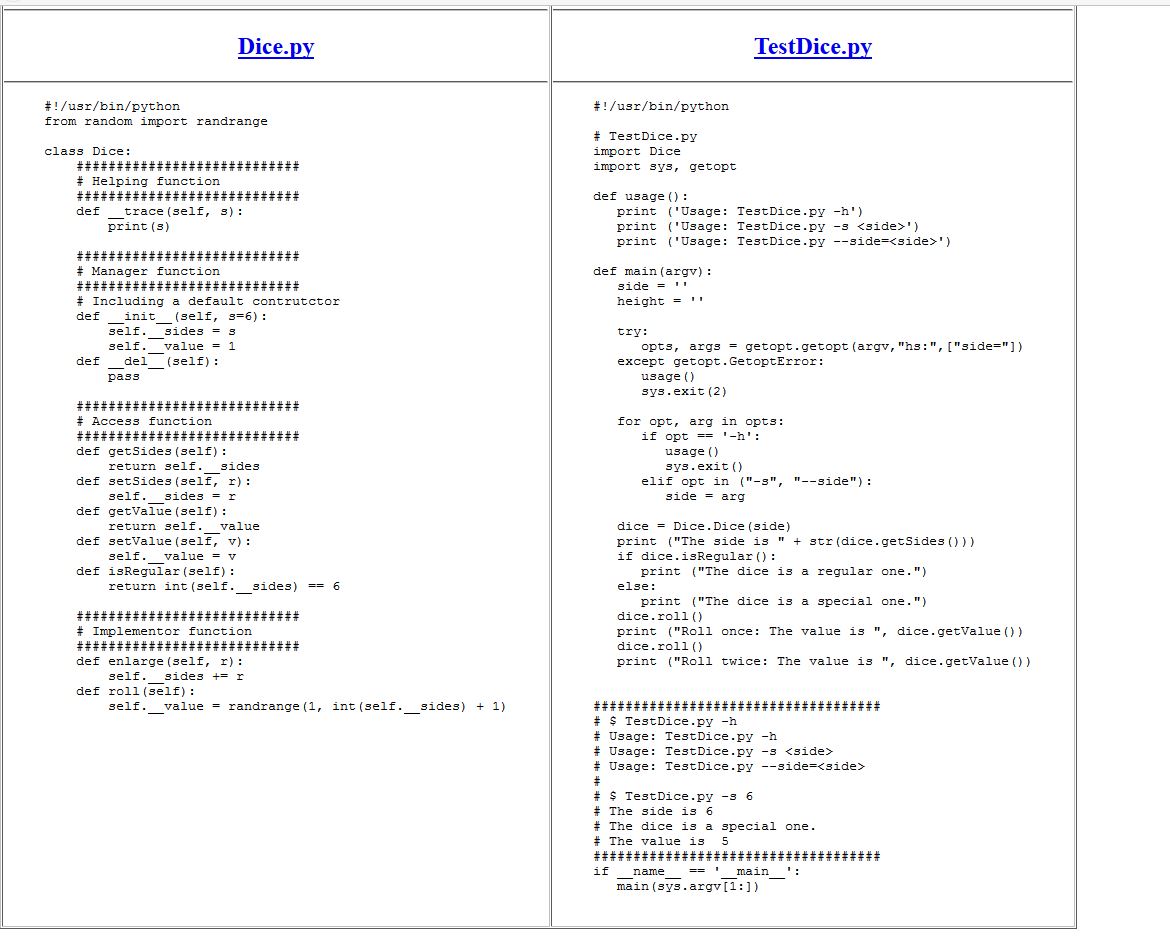 Dice.py
#!/usr/bin/python
from random import randrange

class Dice:
    ############################
    # Helping function
    ############################
    def __trace(self, s):
        print(s)

    ############################
    # Manager function
    ############################
    # Including a default contrutctor
    def __init__(self, s=6):
        self.__sides = s
        self.__value = 1
    def __del__(self):
        pass

    ############################
    # Access function
    ############################
    def getSides(self):
        return self.__sides
    def setSides(self, r):
        self.__sides = r
    def getValue(self):
        return self.__value
    def setValue(self, v):
        self.__value = v
    def isRegular(self):
        return int(self.__sides) == 6

    ############################
    # Implementor function
    ############################
    def enlarge(self, r):
        self.__sides += r
    def roll(self):
        self.__value = randrange(1, int(self.__sides) + 1)

TestDice.py
#!/usr/bin/python

# TestDice.py
import Dice
import sys, getopt

def usage():
   print ('Usage: TestDice.py -h')
   print ('Usage: TestDice.py -s <side>')
   print ('Usage: TestDice.py --side=<side>')

def main(argv):
   side = ''
   height = ''

   try:
      opts, args = getopt.getopt(argv,"hs:",["side="])
   except getopt.GetoptError:
      usage()
      sys.exit(2)

   for opt, arg in opts:
      if opt == '-h':
         usage()
         sys.exit()
      elif opt in ("-s", "--side"):
         side = arg

   dice = Dice.Dice(side)
   print ("The side is " + str(dice.getSides()))
   if dice.isRegular():
      print ("The dice is a regular one.")
   else:
      print ("The dice is a special one.")
   dice.roll()
   print ("Roll once: The value is ", dice.getValue())
   dice.roll()
   print ("Roll twice: The value is ", dice.getValue())


####################################
# $ TestDice.py -h
# Usage: TestDice.py -h
# Usage: TestDice.py -s <side>
# Usage: TestDice.py --side=<side>
#
# $ TestDice.py -s 6
# The side is 6
# The dice is a special one.
# The value is  5
####################################
if __name__ == '__main__':
   main(sys.argv[1:])